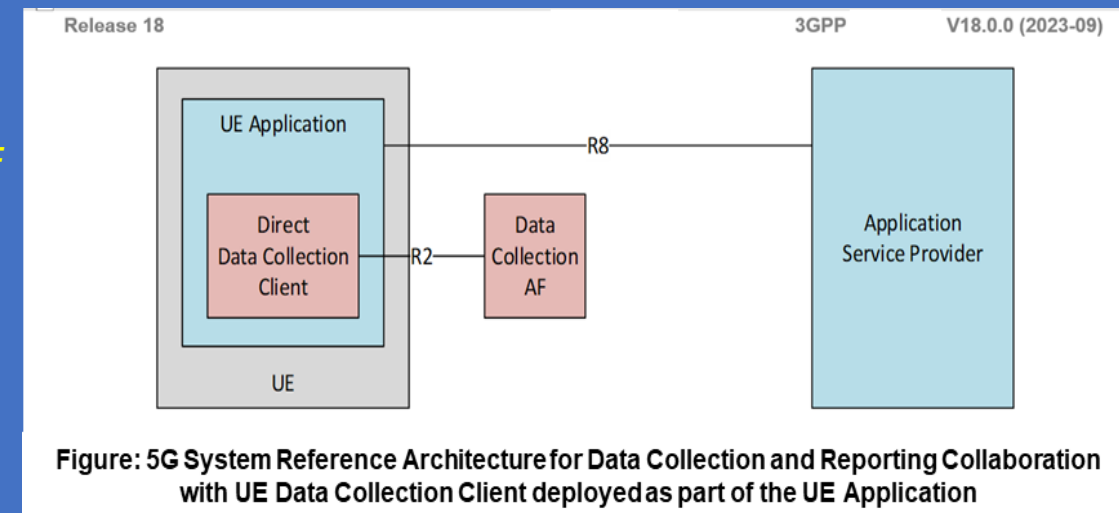 Release 18
3GPP
V18.0.0 (2023-09)
UE Application
R8
Direct
Data Collection
Client
R2
Data
Collection
AF
Application
Service Provider
UE
Figure: 5G System Reference Architecture for Data Collection and Reporting Collaboration
with UE Data Collection Client deployed as part of the UE Application